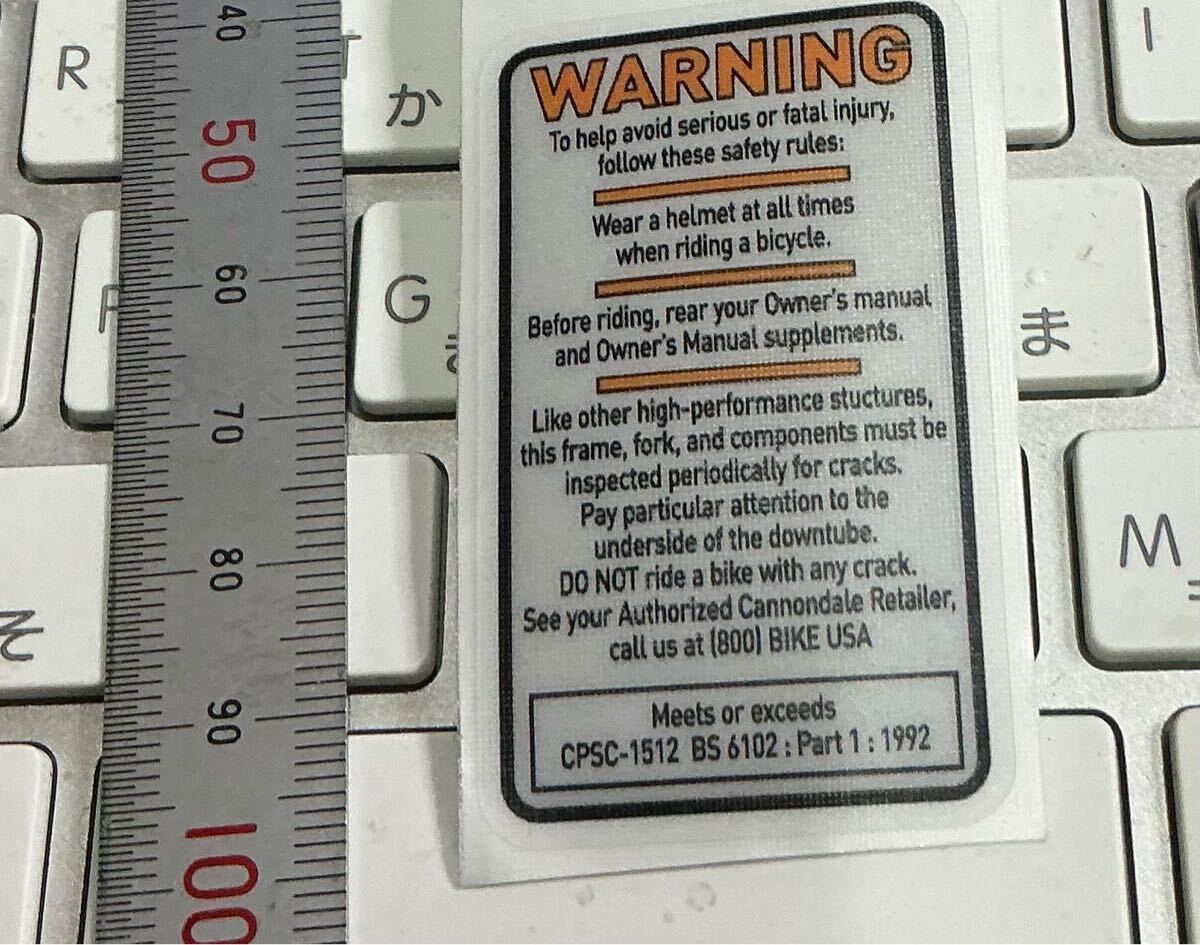 WARNING
To help avoid serious or fatal injury,
follow these safety rules:
Wear a helmet at all times
when riding a bicycle.
Before riding, rear your Owner's manual
and Owner's Manual supplements.
Like other high-performance stuctures,
this frame, fork, and components must be
inspected periodically for cracks.
Pay particular attention to the
underside of the downtube.
DO NOT ride a bike with any crack.
See your Authorized Cannondale Retailer,
call us at (800) BIKE USA
Meets or exceeds
CPSC-1512 BS 6102 : Part 1 : 1992
40
50
60
70
80
90
100
R
か
G
ま
M
そ